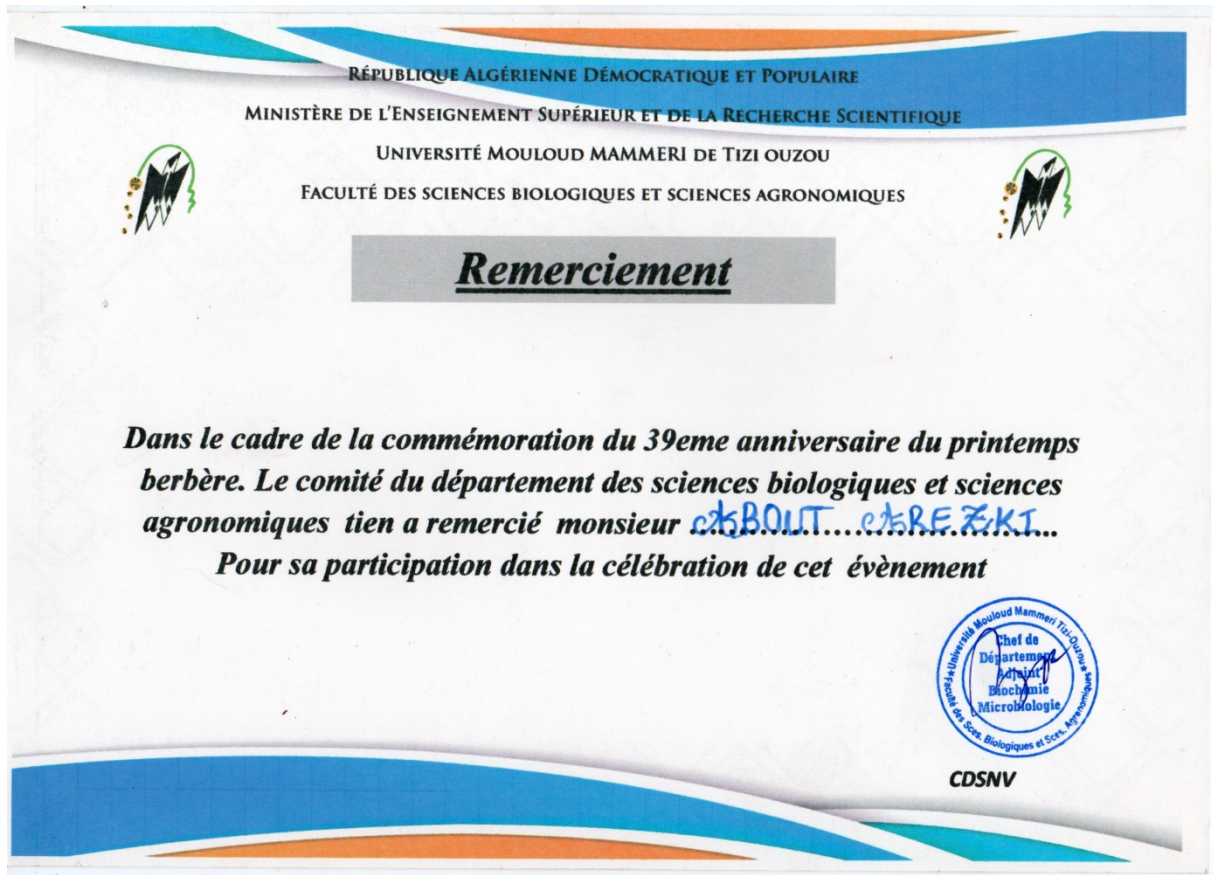 RÉPUBLIQUE ALGÉRIENNE DÉMOCRATIQUE ET POPULAIRE
MINISTÈRE DE L'ENSEIGNEMENT SUPÉRIEUR ET DE LA RECHERCHE SCIENTIFIQUE
UNIVERSITÉ MOULOUD MAMMERI DE TIZI OUZOU
FACULTÉ DES SCIENCES BIOLOGIQUES ET SCIENCES AGRONOMIQUES
Remerciement
Dans le cadre de la commémoration du 39eme anniversaire du printemps
berbère. Le comité du département des sciences biologiques et sciences
agronomiques tien a remercié monsieur ABOUT AREZKI
Pour sa participation dans la célébration de cet évènement
Université Mouloud Mammeri Tizi-Ouzou
Chef de
Département
Adjoint
Biochimie
Microbiologie
Faculté des Sces. Biologiques et Sces. Agronomiques
CDSNV